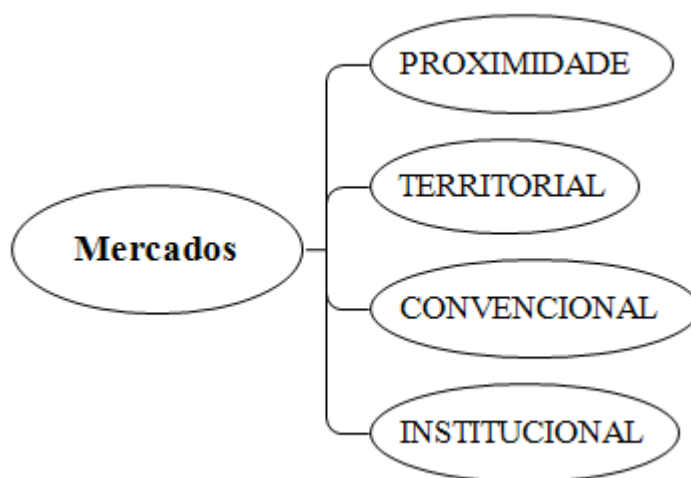 PROXIMIDADE
TERRITORIAL
Mercados
CONVENCIONAL
INSTITUCIONAL